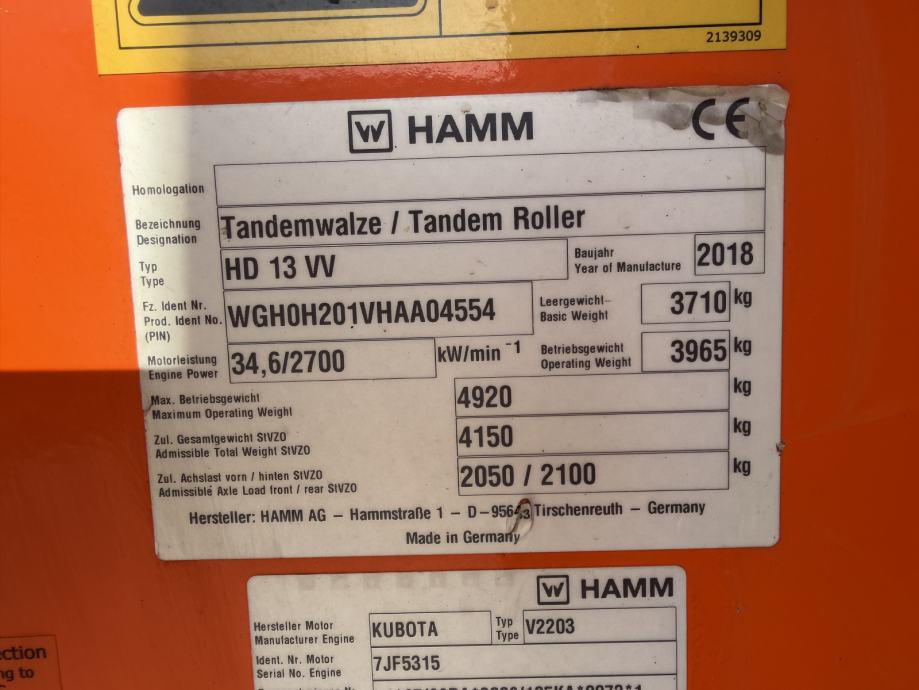 2139309
HAMM CE
Homologation
Bezeichnung
Designation
Tandemwalze / Tandem Roller
Typ
Type
HD 13 VV
Baujahr
Year of Manufacture
2018
Fz. Ident Nr.
Prod. Ident No.
(PIN)
WGH0H201VHAA04554
Leergewicht
Basic Weight
3710 kg
Motorleistung
Engine Power
34,6/2700 kW/min -1
Betriebsgewicht
Operating Weight
3965 kg
Max. Betriebsgewicht
Maximum Operating Weight
4920 kg
Zul. Gesamtgewicht StVZO
Admissible Total Weight StVZO
4150 kg
Zul. Achslast vorn / hinten StVZO
Admissible Axle Load front / rear StVZO
2050 / 2100 kg
Hersteller: HAMM AG – Hammstraße 1 – D–95643 Tirschenreuth – Germany
Made in Germany
HAMM
Hersteller Motor
Manufacturer Engine
KUBOTA
Typ
Type
V2203
Ident. Nr. Motor
Serial No. Engine
7JF5315